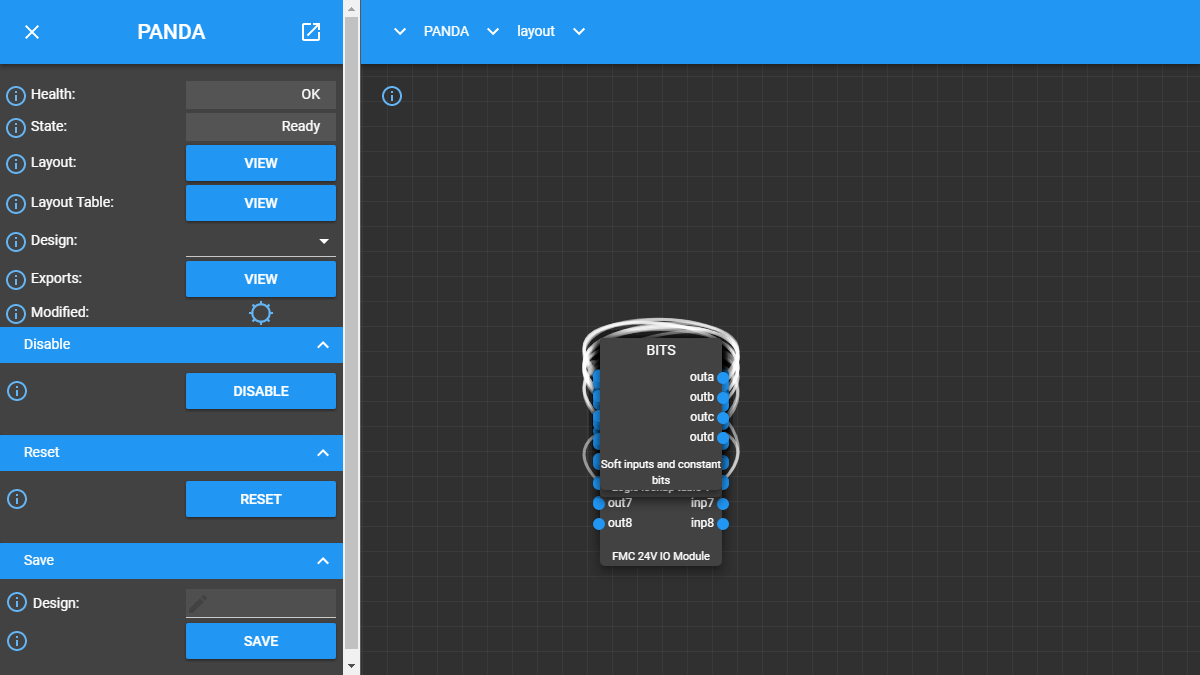 PANDA
PANDA
layout
Health:
OK
State:
Ready
Layout:
VIEW
Layout Table:
VIEW
Design:
Exports:
VIEW
Modified:
Disable
DISABLE
Reset
RESET
Save
Design:
SAVE
BITS
outa
outb
outc
outd
Soft inputs and constant
bits
out7 inp7
out8 inp8
FMC 24V IO Module